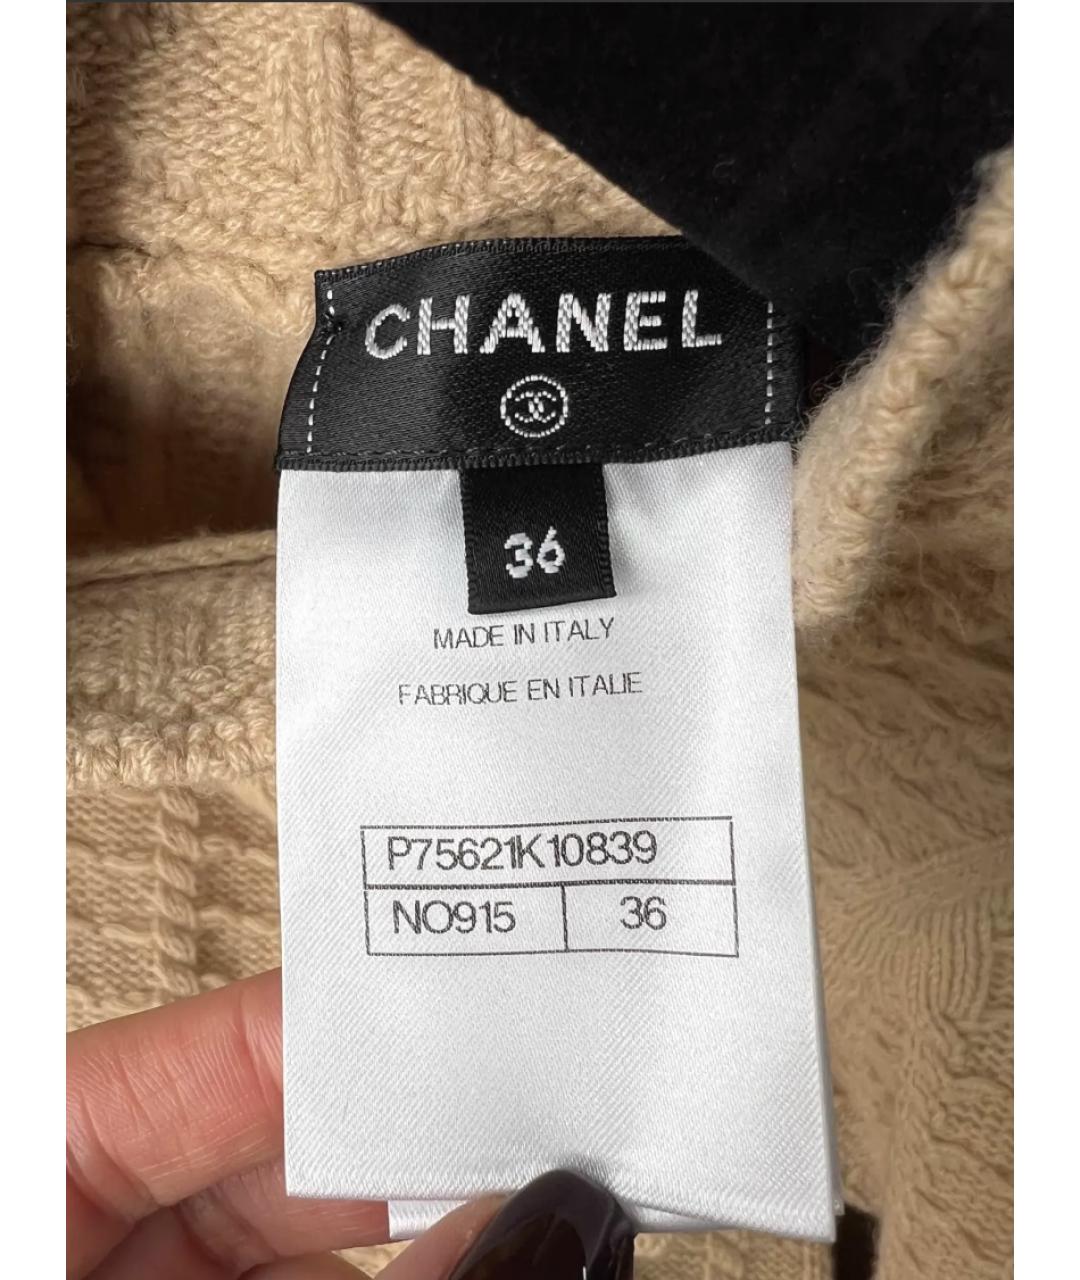 CHANEL
36
MADE IN ITALY
FABRIQUE EN ITALIE
P75621K10839
NO915 36